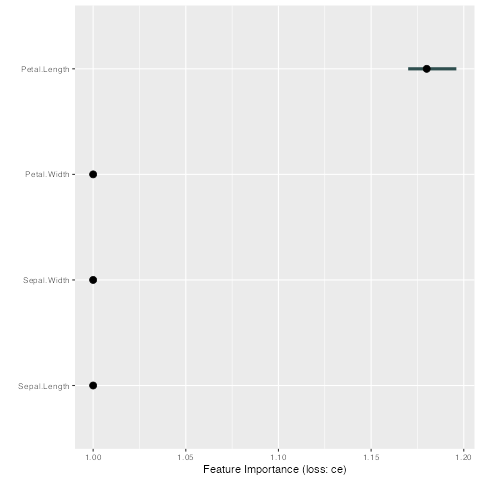 Petal.Length
Petal.Width
Sepal.Width
Sepal.Length
1.00 1.05 1.10 1.15 1.20
Feature Importance (loss: ce)